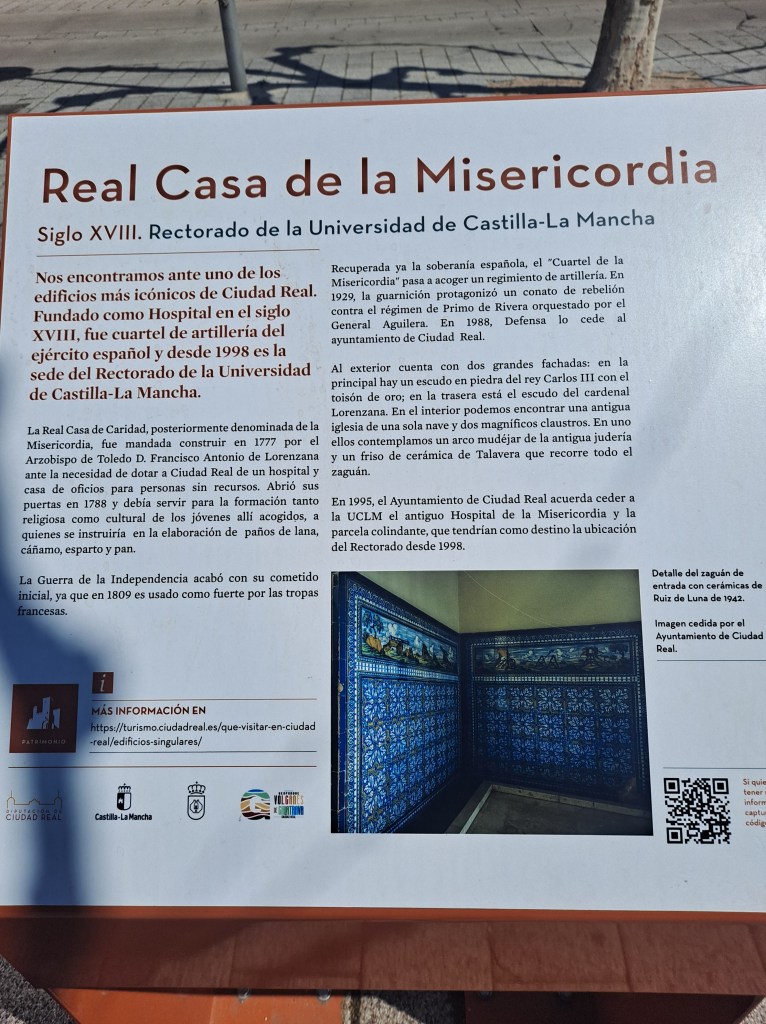 Real Casa de la Misericordia
Siglo XVIII. Rectorado de la Universidad de Castilla-La Mancha
Nos encontramos ante uno de los
edificios más icónicos de Ciudad Real.
Fundado como Hospital en el siglo
XVIII, fue cuartel de artillería del
ejército español y desde 1998 es la
sede del Rectorado de la Universidad
de Castilla-La Mancha.
La Real Casa de Caridad, posteriormente denominada de la
Misericordia, fue mandada construir en 1777 por el
Arzobispo de Toledo D. Francisco Antonio de Lorenzana
ante la necesidad de dotar a Ciudad Real de un hospital y
casa de oficios para personas sin recursos. Abrió sus
puertas en 1788 y debía servir para la formación tanto
religiosa como cultural de los jóvenes allí acogidos, a
quienes se instruiría en la elaboración de paños de lana,
cáñamo, esparto y pan.
La Guerra de la Independencia acabó con su cometido
inicial, ya que en 1809 es usado como fuerte por las tropas
francesas.
Recuperada ya la soberanía española, el "Cuartel de la
Misericordia" pasa a acoger un regimiento de artillería. En
1929, la guarnición protagonizó un conato de rebelión
contra el régimen de Primo de Rivera orquestado por el
General Aguilera. En 1988, Defensa lo cede al
ayuntamiento de Ciudad Real.
Al exterior cuenta con dos grandes fachadas: en la
principal hay un escudo en piedra del rey Carlos III con el
toisón de oro; en la trasera está el escudo del cardenal
Lorenzana. En el interior podemos encontrar una antigua
iglesia de una sola nave y dos magníficos claustros. En uno
ellos contemplamos un arco mudéjar de la antigua judería
y un friso de cerámica de Talavera que recorre todo el
zaguán.
En 1995, el Ayuntamiento de Ciudad Real acuerda ceder a
la UCLM el antiguo Hospital de la Misericordia y la
parcela colindante, que tendrían como destino la ubicación
del Rectorado desde 1998.
Detalle del zaguán de
entrada con cerámicas de
Ruiz de Luna de 1942.
Imagen cedida por el
Ayuntamiento de Ciudad
Real.
PATRIMONIO
i
MÁS INFORMACIÓN EN
https://turismo.ciudadreal.es/que-visitar-en-ciudad
-real/edificios-singulares/
DIPUTACIÓN DE
CIUDAD REAL
Castilla-La Mancha
VOLCANES
CIUDAD REAL
Si quie
tener
inform
captu
códig